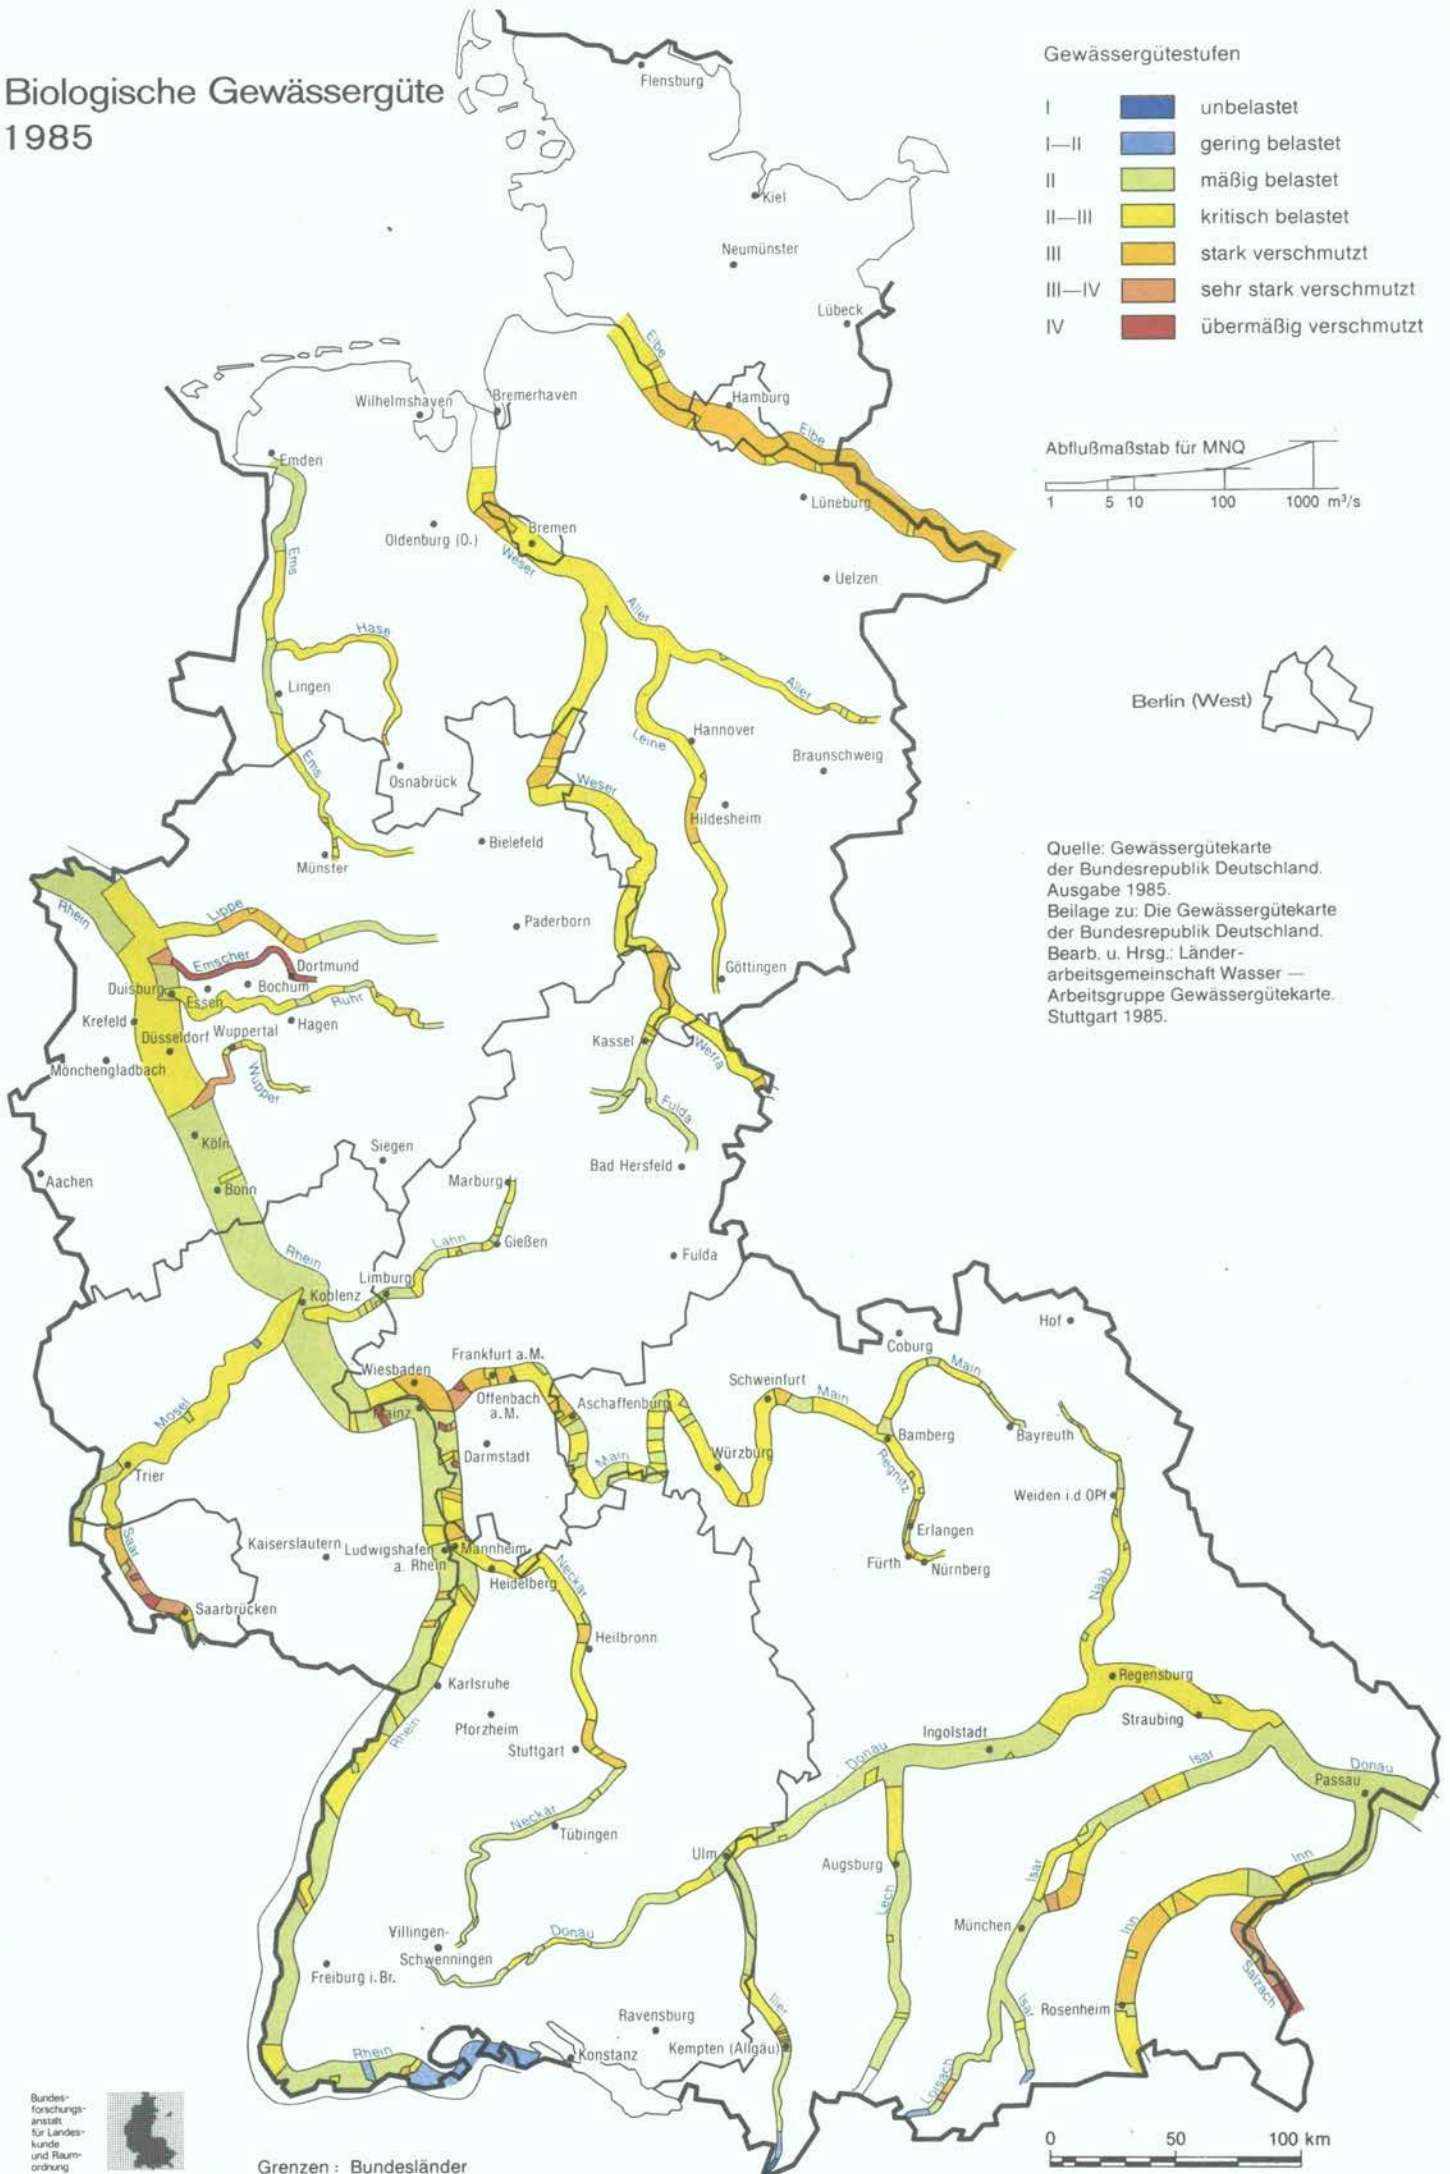 Biologische Gewässergüte
1985
Gewässergütestufen
I unbelastet
I—II gering belastet
II mäßig belastet
II—III kritisch belastet
III stark verschmutzt
III—IV sehr stark verschmutzt
IV übermäßig verschmutzt
Abflußmaßstab für MNQ
1 5 10 100 1000 m³/s
Berlin (West)
Quelle: Gewässergütekarte
der Bundesrepublik Deutschland.
Ausgabe 1985.
Beilage zu: Die Gewässergütekarte
der Bundesrepublik Deutschland.
Bearb. u. Hrsg.: Länder-
arbeitsgemeinschaft Wasser —
Arbeitsgruppe Gewässergütekarte.
Stuttgart 1985.
Flensburg
Kiel
Neumünster
Lübeck
Elbe
Hamburg
Elbe
Wilhelmshaven
Bremerhaven
Emden
Lüneburg
Oldenburg (O.)
Bremen
Weser
Ems
Uelzen
Aller
Hase
Lingen
Aller
Leine
Hannover
Braunschweig
Ems
Osnabrück
Weser
Hildesheim
Bielefeld
Münster
Rhein
Lippe
Paderborn
Emscher
Dortmund
Göttingen
Duisburg
Essen
Bochum
Ruhr
Krefeld
Hagen
Düsseldorf
Wuppertal
Kassel
Werra
Mönchengladbach
Wupper
Fulda
Köln
Siegen
Bad Hersfeld
Aachen
Bonn
Marburg
Lahn
Gießen
Rhein
Fulda
Limburg
Koblenz
Hof
Coburg
Wiesbaden
Frankfurt a.M.
Main
Schweinfurt
Mosel
Mainz
Offenbach
a.M.
Aschaffenburg
Main
Bamberg
Bayreuth
Darmstadt
Würzburg
Main
Regnitz
Trier
Weiden i.d.OPf
Saar
Kaiserslautern
Ludwigshafen
a. Rhein
Mannheim
Erlangen
Heidelberg
Neckar
Fürth
Nürnberg
Naab
Saarbrücken
Heilbronn
Karlsruhe
Regensburg
Rhein
Pforzheim
Straubing
Stuttgart
Ingolstadt
Donau
Isar
Donau
Passau
Neckar
Tübingen
Ulm
Augsburg
Isar
Inn
Lech
München
Inn
Villingen-
Schwenningen
Donau
Salzach
Freiburg i. Br.
Iller
Isar
Rosenheim
Ravensburg
Rhein
Konstanz
Kempten (Allgäu)
Loisach
0 50 100 km
Bundes-
forschungs-
anstalt
für Landes-
kunde
und Raum-
ordnung
Grenzen : Bundesländer